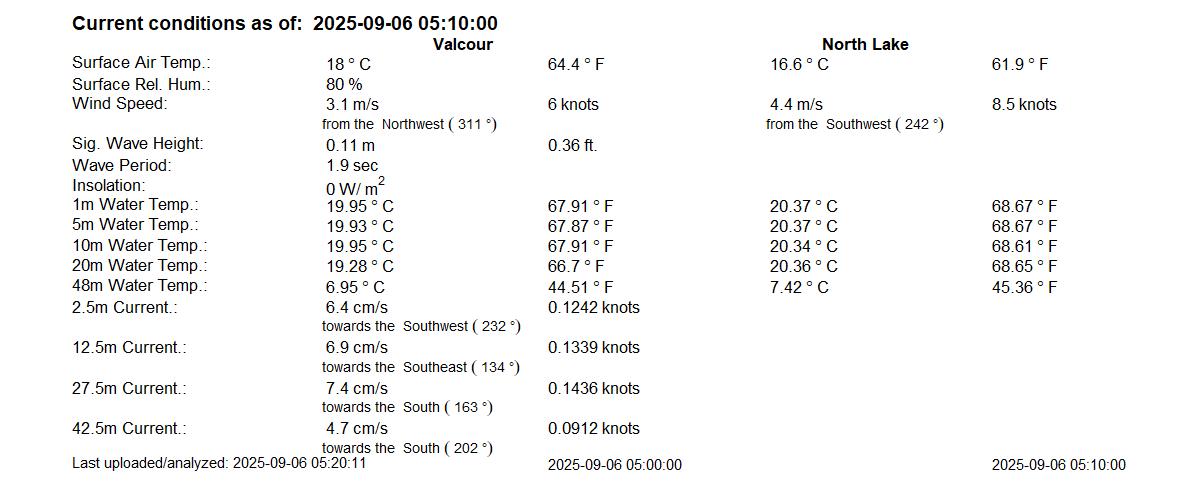 Current conditions as of: 2025-09-06 05:10:00
Valcour North Lake
Surface Air Temp.: 18 ° C 64.4 ° F 16.6 ° C 61.9 ° F
Surface Rel. Hum.: 80 %
Wind Speed: 3.1 m/s 6 knots 4.4 m/s 8.5 knots
from the Northwest ( 311 °) from the Southwest ( 242 °)
Sig. Wave Height: 0.11 m 0.36 ft.
Wave Period: 1.9 sec
Insolation: 0 W/ m2
1m Water Temp.: 19.95 ° C 67.91 ° F 20.37 ° C 68.67 ° F
5m Water Temp.: 19.93 ° C 67.87 ° F 20.37 ° C 68.67 ° F
10m Water Temp.: 19.95 ° C 67.91 ° F 20.34 ° C 68.61 ° F
20m Water Temp.: 19.28 ° C 66.7 ° F 20.36 ° C 68.65 ° F
48m Water Temp.: 6.95 ° C 44.51 ° F 7.42 ° C 45.36 ° F
2.5m Current.: 6.4 cm/s 0.1242 knots
towards the Southwest ( 232 °)
12.5m Current.: 6.9 cm/s 0.1339 knots
towards the Southeast ( 134 °)
27.5m Current.: 7.4 cm/s 0.1436 knots
towards the South ( 163 °)
42.5m Current.: 4.7 cm/s 0.0912 knots
towards the South ( 202 °)
Last uploaded/analyzed: 2025-09-06 05:20:11 2025-09-06 05:00:00 2025-09-06 05:10:00